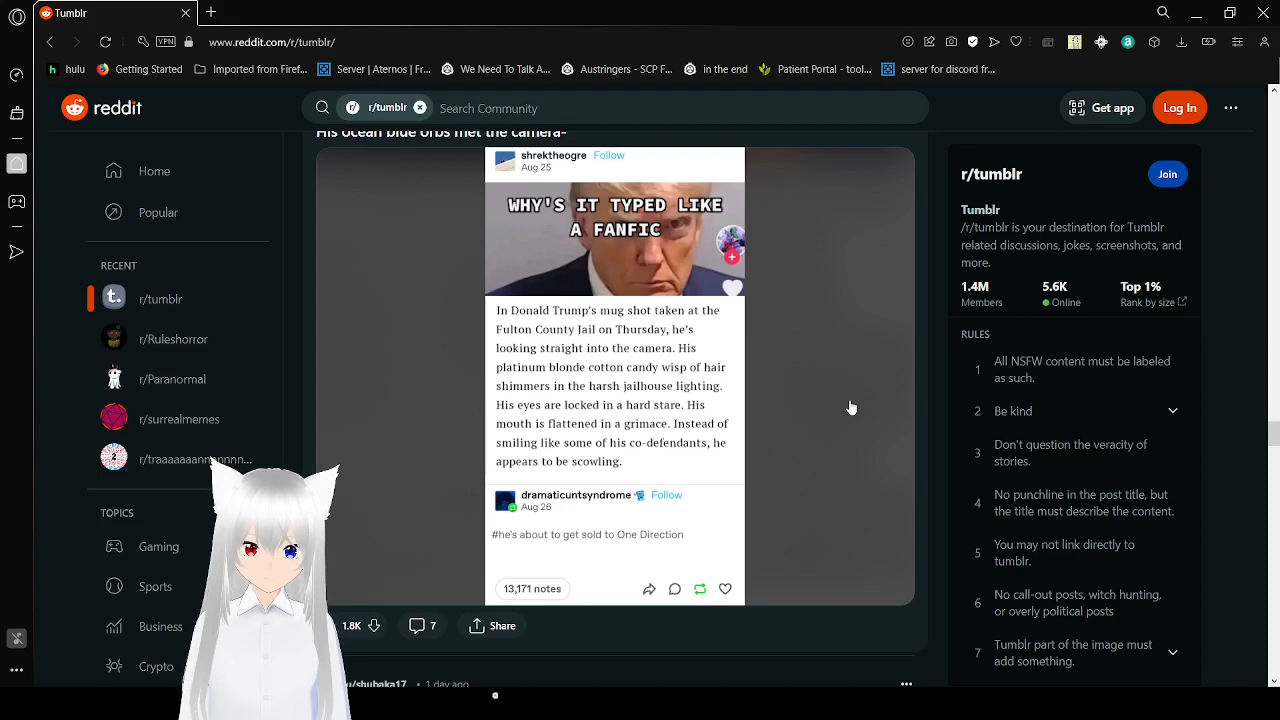 Tumblr
VPN
www.reddit.com/r/tumblr/
hulu
Getting Started
Imported from Firef...
Server | Aternos | Fr...
We Need To Talk A...
Austringers - SCP F...
in the end
Patient Portal - tool...
server for discord fr...
reddit
r/
r/tumblr
Search Community
Get app
Log In
Home
Popular
RECENT
r/tumblr
r/Ruleshorror
r/Paranormal
r/surrealmemes
r/traaaaaaannnnnnn...
TOPICS
Gaming
Sports
Business
Crypto
His ocean blue orbs met the camera-
shrektheogre Follow
Aug 25
WHY'S IT TYPED LIKE
A FANFIC
In Donald Trump's mug shot taken at the
Fulton County Jail on Thursday, he's
looking straight into the camera. His
platinum blonde cotton candy wisp of hair
shimmers in the harsh jailhouse lighting.
His eyes are locked in a hard stare. His
mouth is flattened in a grimace. Instead of
smiling like some of his co-defendants, he
appears to be scowling.
dramaticuntsyndrome Follow
Aug 26
#he's about to get sold to One Direction
13,171 notes
1.8K
7
Share
u/shubaka17 • 1 day ago
r/tumblr
Join
Tumblr
/r/tumblr is your destination for Tumblr
related discussions, jokes, screenshots, and
more.
1.4M 5.6K Top 1%
Members Online Rank by size
RULES
1 All NSFW content must be labeled
as such.
2 Be kind
3 Don't question the veracity of
stories.
4 No punchline in the post title, but
the title must describe the content.
5 You may not link directly to
tumblr.
6 No call-out posts, witch hunting,
or overly political posts
7 Tumblr part of the image must
add something.